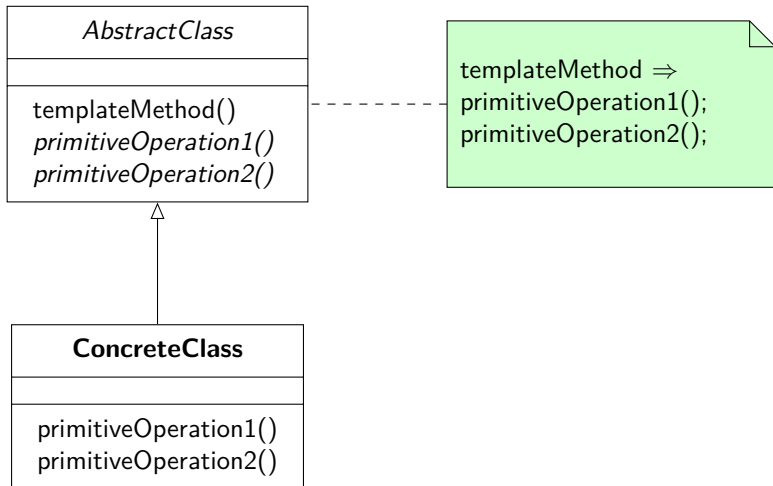 AbstractClass
templateMethod()
primitiveOperation1()
primitiveOperation2()
templateMethod ⇒
primitiveOperation1();
primitiveOperation2();
ConcreteClass
primitiveOperation1()
primitiveOperation2()